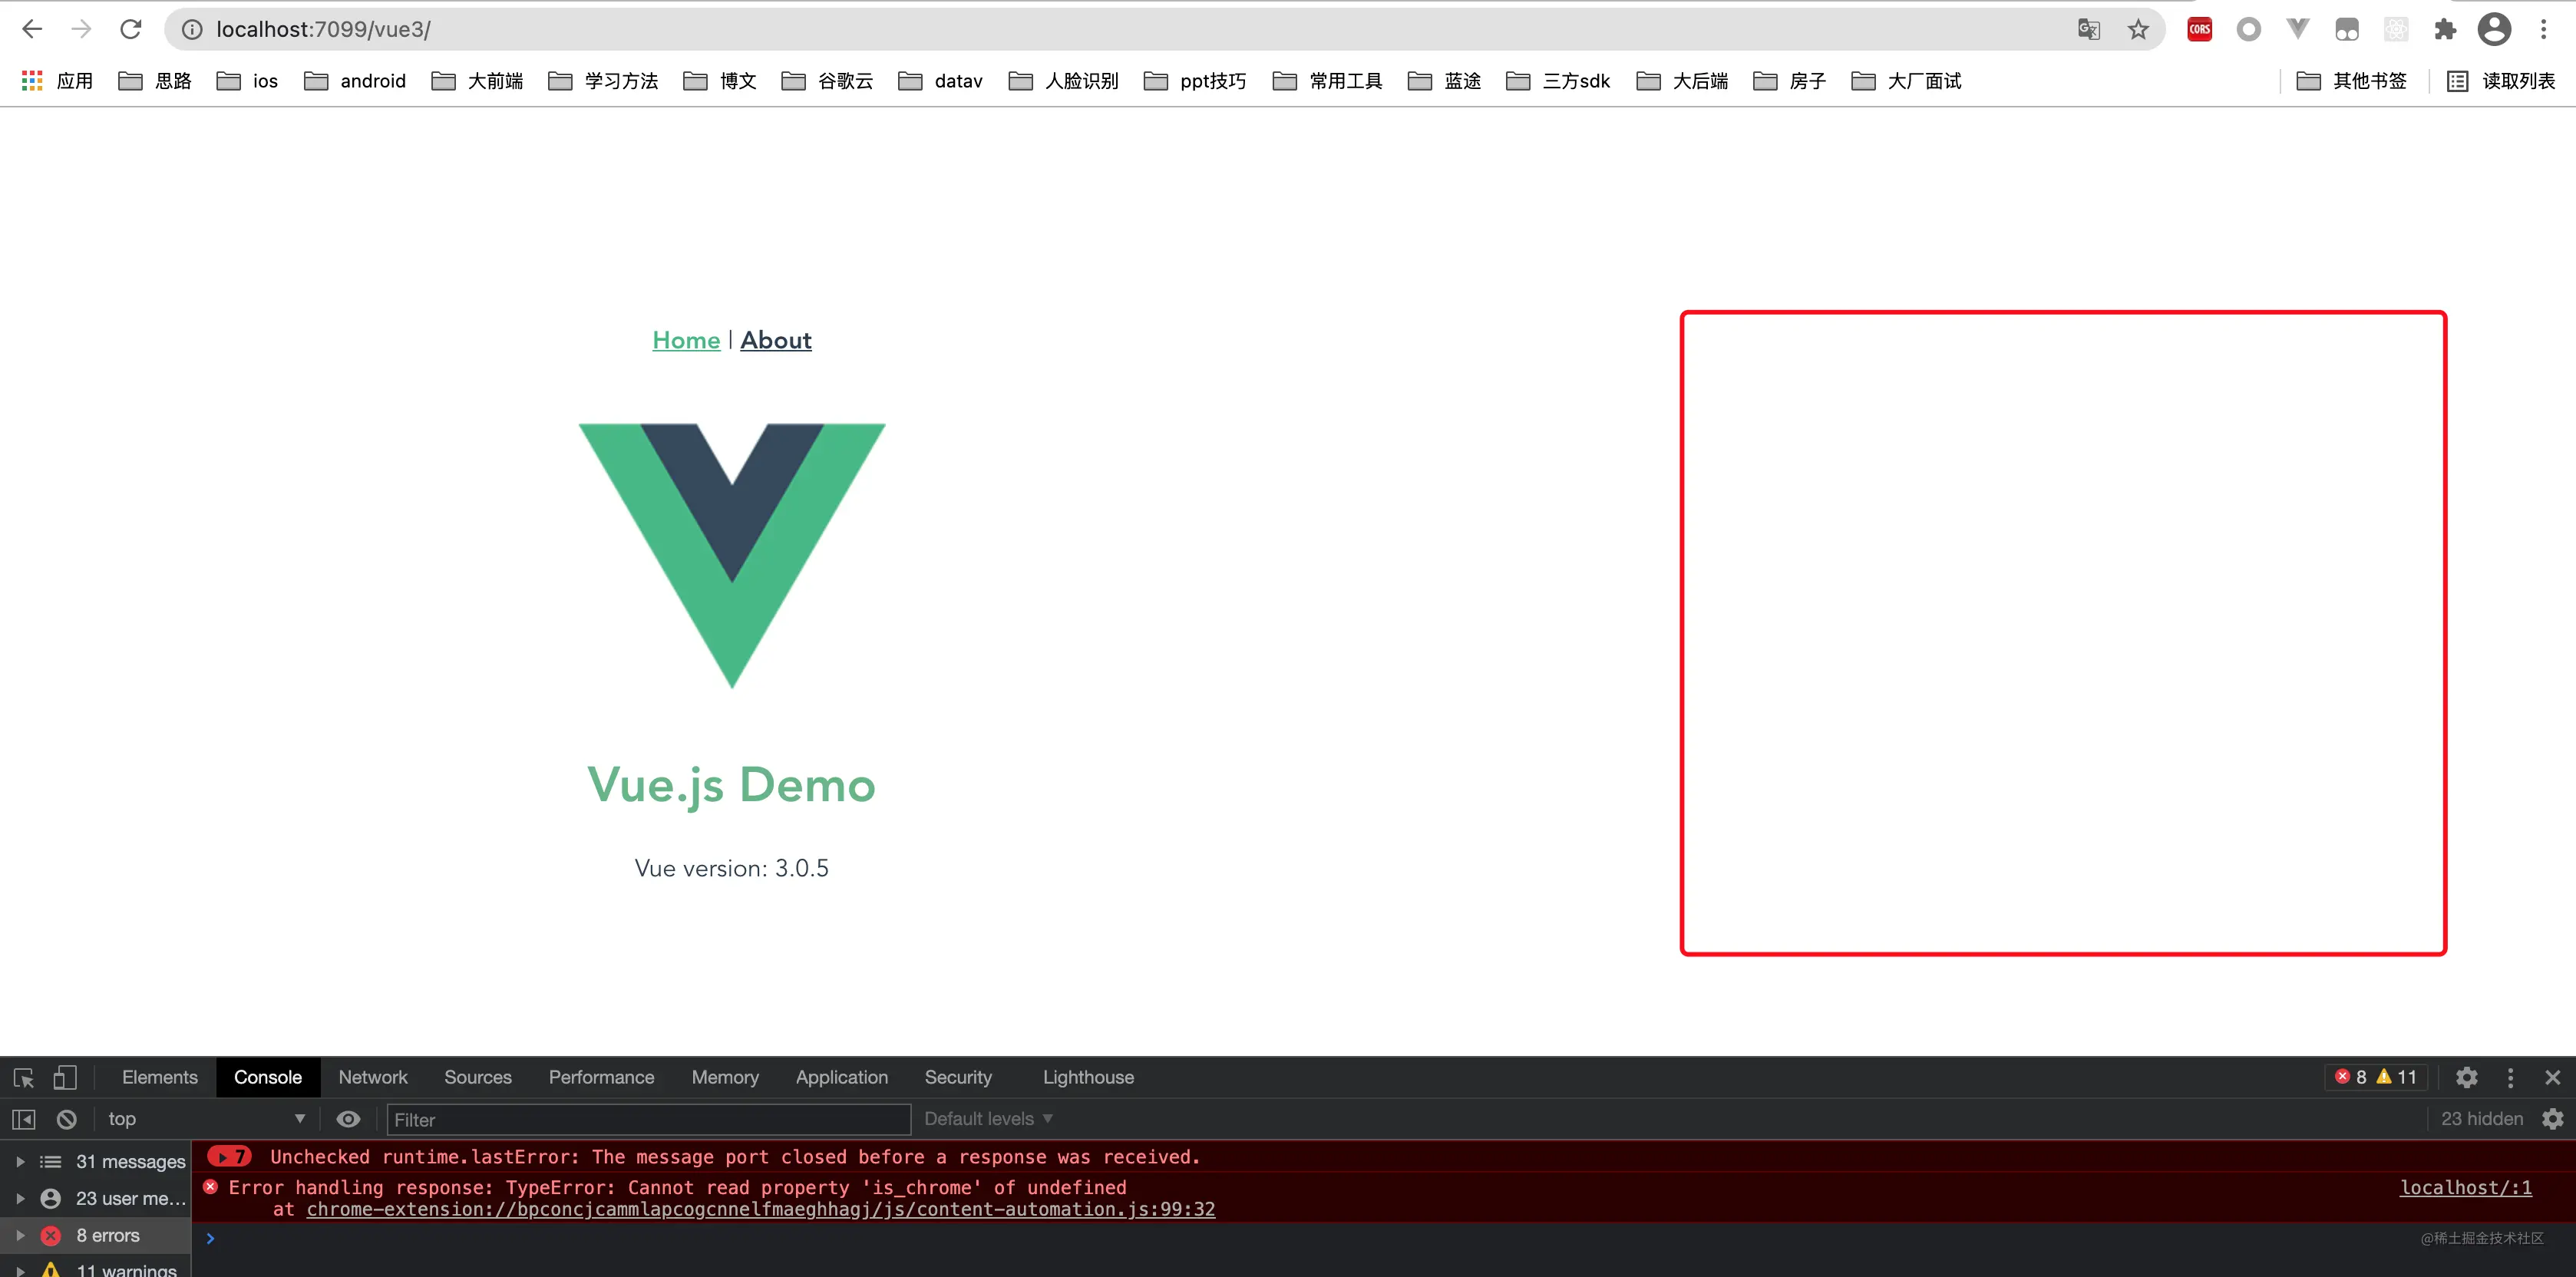 localhost:7099/vue3/
CORS
应用 思路 ios android 大前端 学习方法 博文 谷歌云 datav 人脸识别 ppt技巧 常用工具 蓝途 三方sdk 大后端 房子 大厂面试 其他书签 读取列表
Home | About
Vue.js Demo
Vue version: 3.0.5
Elements Console Network Sources Performance Memory Application Security Lighthouse 8 11
top Filter Default levels 23 hidden
31 messages
23 user me...
8 errors
11 warnings
7 Unchecked runtime.lastError: The message port closed before a response was received.
Error handling response: TypeError: Cannot read property 'is_chrome' of undefined localhost/:1
at chrome-extension://bpconcjcammlapcogcnnelfmaeghhagj/js/content-automation.js:99:32
@稀土掘金技术社区